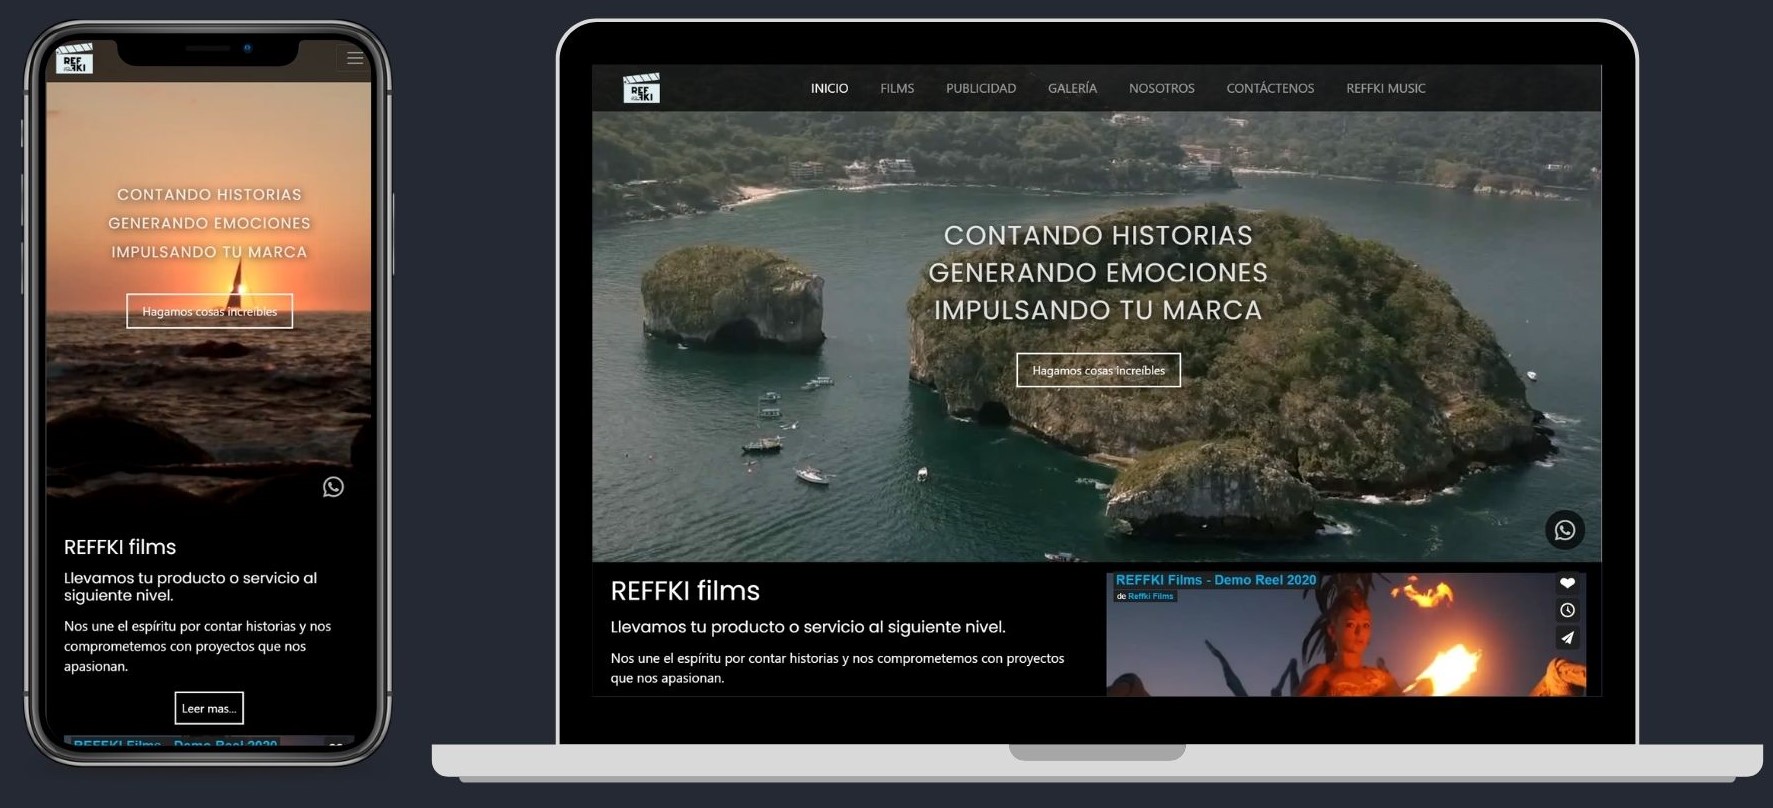 REF
FKI
CONTANDO HISTORIAS
GENERANDO EMOCIONES
IMPULSANDO TU MARCA
Hagamos cosas increíbles
REFFKI films
Llevamos tu producto o servicio al
siguiente nivel.
Nos une el espíritu por contar historias y nos
comprometemos con proyectos que nos
apasionan.
Leer mas...
REFFKI Films - Demo Reel 2020
REF
FKI
INICIO FILMS PUBLICIDAD GALERÍA NOSOTROS CONTÁCTENOS REFFKI MUSIC
CONTANDO HISTORIAS
GENERANDO EMOCIONES
IMPULSANDO TU MARCA
Hagamos cosas increíbles
REFFKI films
Llevamos tu producto o servicio al siguiente nivel.
Nos une el espíritu por contar historias y nos comprometemos con proyectos
que nos apasionan.
REFFKI Films - Demo Reel 2020
de Reffki Films